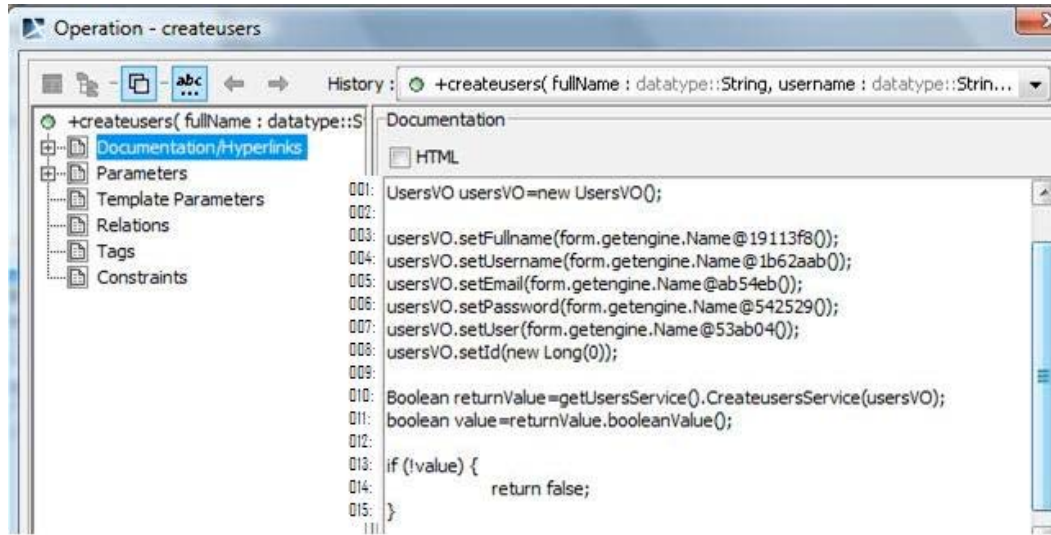 Operation - createusers
abc
History : +createusers( fullName : datatype::String, username : datatype::Strin...
+createusers( fullName : datatype::S
Documentation/Hyperlinks
Parameters
Template Parameters
Relations
Tags
Constraints
Documentation
HTML
001: UsersVO usersVO=new UsersVO();
002:
003: usersVO.setFullname(form.getengine.Name@19113f8());
004: usersVO.setUsername(form.getengine.Name@1b62aab());
005: usersVO.setEmail(form.getengine.Name@ab54eb());
006: usersVO.setPassword(form.getengine.Name@542529());
007: usersVO.setUser(form.getengine.Name@53ab04());
008: usersVO.setId(new Long(0));
009:
010: Boolean returnValue=getUsersService().CreateusersService(usersVO);
011: boolean value=returnValue.booleanValue();
012:
013: if (!value) {
014: return false;
015: }